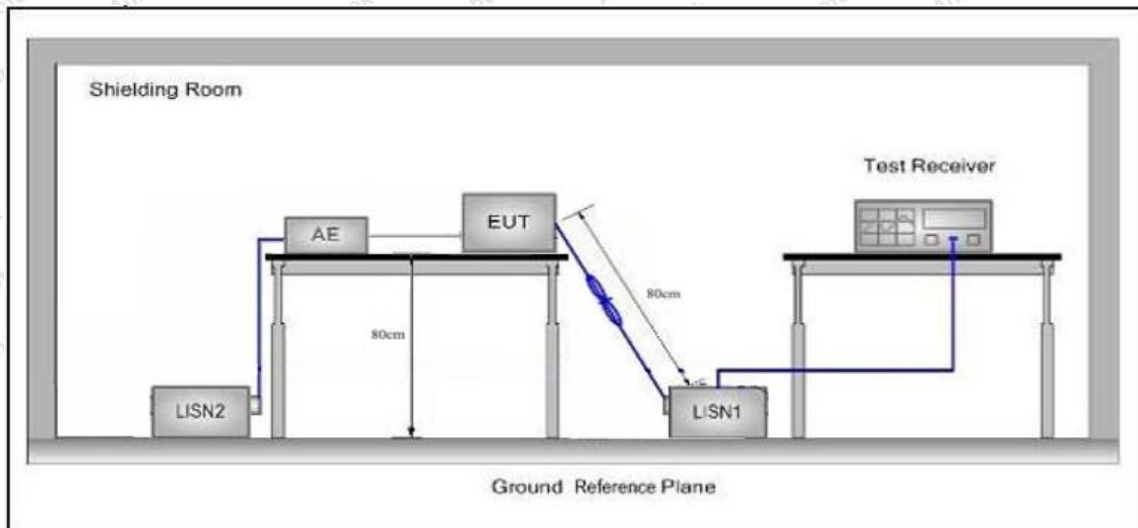 Shielding Room
Test Receiver
AE
EUT
80cm
80cm
LISN2
LISN1
Ground Reference Plane